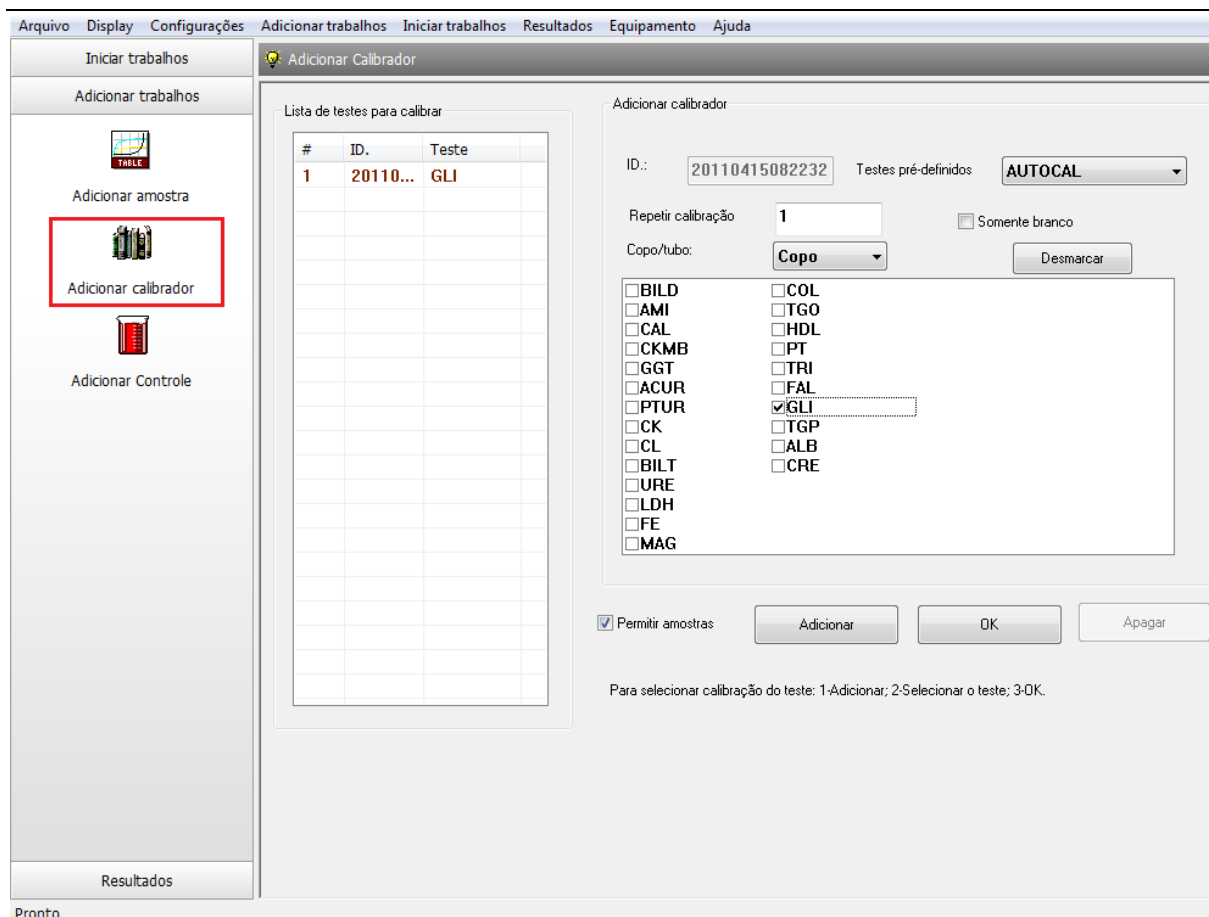 Arquivo Display Configurações Adicionar trabalhos Iniciar trabalhos Resultados Equipamento Ajuda
Iniciar trabalhos
Adicionar trabalhos
TABLE
Adicionar amostra
Adicionar calibrador
Adicionar Controle
Resultados
Pronto
Adicionar Calibrador
Lista de testes para calibrar
# ID. Teste
1 20110... GLI
Adicionar calibrador
ID.: 20110415082232 Testes pré-definidos AUTOCAL
Repetir calibração 1 Somente branco
Copo/tubo: Copo Desmarcar
BILD COL
AMI TGO
CAL HDL
CKMB PT
GGT TRI
ACUR FAL
PTUR GLI
CK TGP
CL ALB
BILT CRE
URE
LDH
FE
MAG
Permitir amostras Adicionar OK Apagar
Para selecionar calibração do teste: 1-Adicionar; 2-Selecionar o teste; 3-OK.